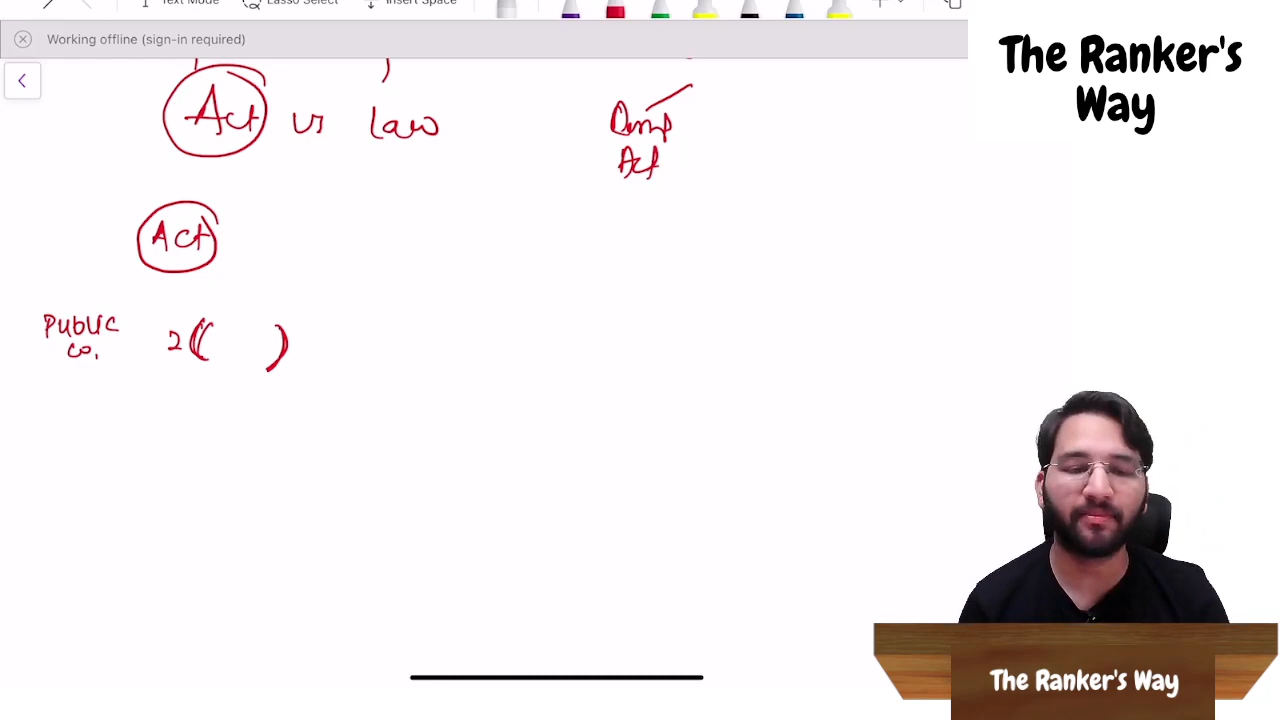 Text Mode
Lasso Select
Insert Space
Working offline (sign-in required)
The Ranker's
Way
Act vs law
Act
Act
Public
co.
2(( )
The Ranker's Way